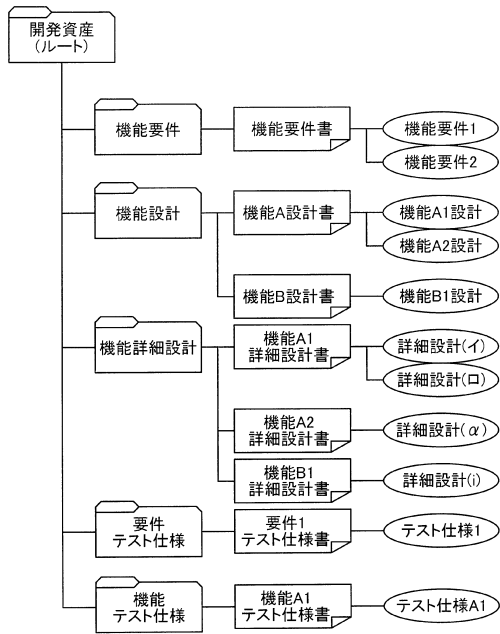 開発資産
(ルート)
機能要件
機能要件書
機能要件1
機能要件2
機能設計
機能A設計書
機能A1設計
機能A2設計
機能B設計書
機能B1設計
機能詳細設計
機能A1
詳細設計書
詳細設計(イ)
詳細設計(ロ)
機能A2
詳細設計書
詳細設計(α)
機能B1
詳細設計書
詳細設計(i)
要件
テスト仕様
要件1
テスト仕様書
テスト仕様1
機能
テスト仕様
機能A1
テスト仕様書
テスト仕様A1